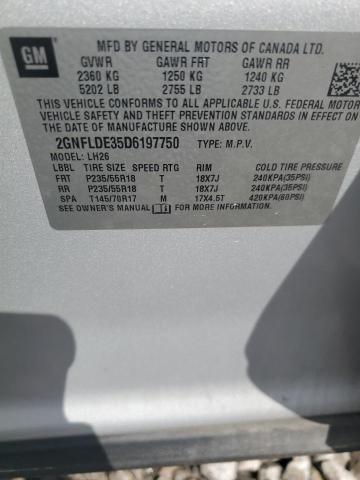 GM
MFD BY GENERAL MOTORS OF CANADA LTD.
GVWR GAWR FRT GAWR RR
2360 KG 1250 KG 1240 KG
5202 LB 2755 LB 2733 LB
THIS VEHICLE CONFORMS TO ALL APPLICABLE U.S. FEDERAL MOTOR
VEHICLE SAFETY AND THEFT PREVENTION STANDARDS IN EFFECT
ON THE DATE OF MANUFACTURE SHOWN ABOVE.
2GNFLDE35D6197750 TYPE: M.P.V.
MODEL: LH26
LBBL TIRE SIZE SPEED RTG RIM COLD TIRE PRESSURE
FRT P235/55R18 T 18X7J 240KPA(35PSI)
RR P235/55R18 T 18X7J 240KPA(35PSI)
SPA T145/70R17 M 17X4.5T 420KPA(60PSI)
SEE OWNER'S MANUAL FOR MORE INFORMATION.